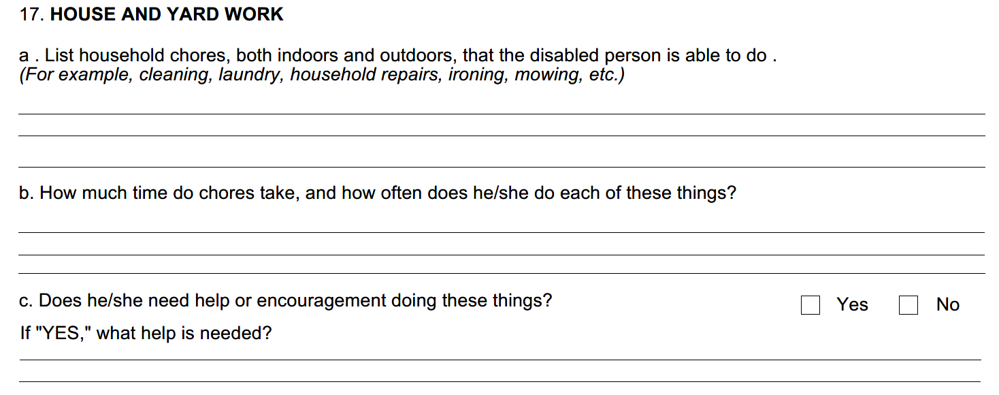 17. HOUSE AND YARD WORK
a . List household chores, both indoors and outdoors, that the disabled person is able to do .
(For example, cleaning, laundry, household repairs, ironing, mowing, etc.)
b. How much time do chores take, and how often does he/she do each of these things?
c. Does he/she need help or encouragement doing these things? Yes No
If "YES," what help is needed?